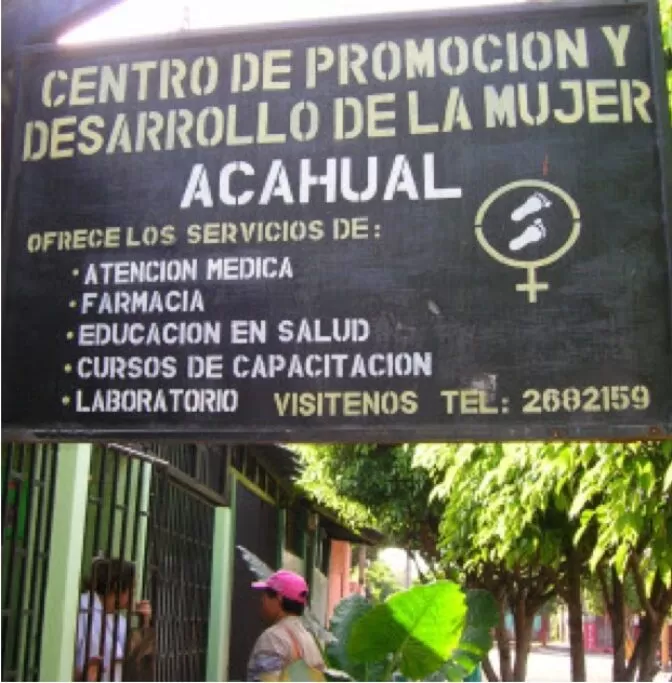 CENTRO DE PROMOCION Y
DESARROLLO DE LA MUJER
ACAHUAL
OFRECE LOS SERVICIOS DE:
• ATENCION MEDICA
• FARMACIA
• EDUCACION EN SALUD
• CURSOS DE CAPACITACION
• LABORATORIO VISITENOS TEL: 2682159